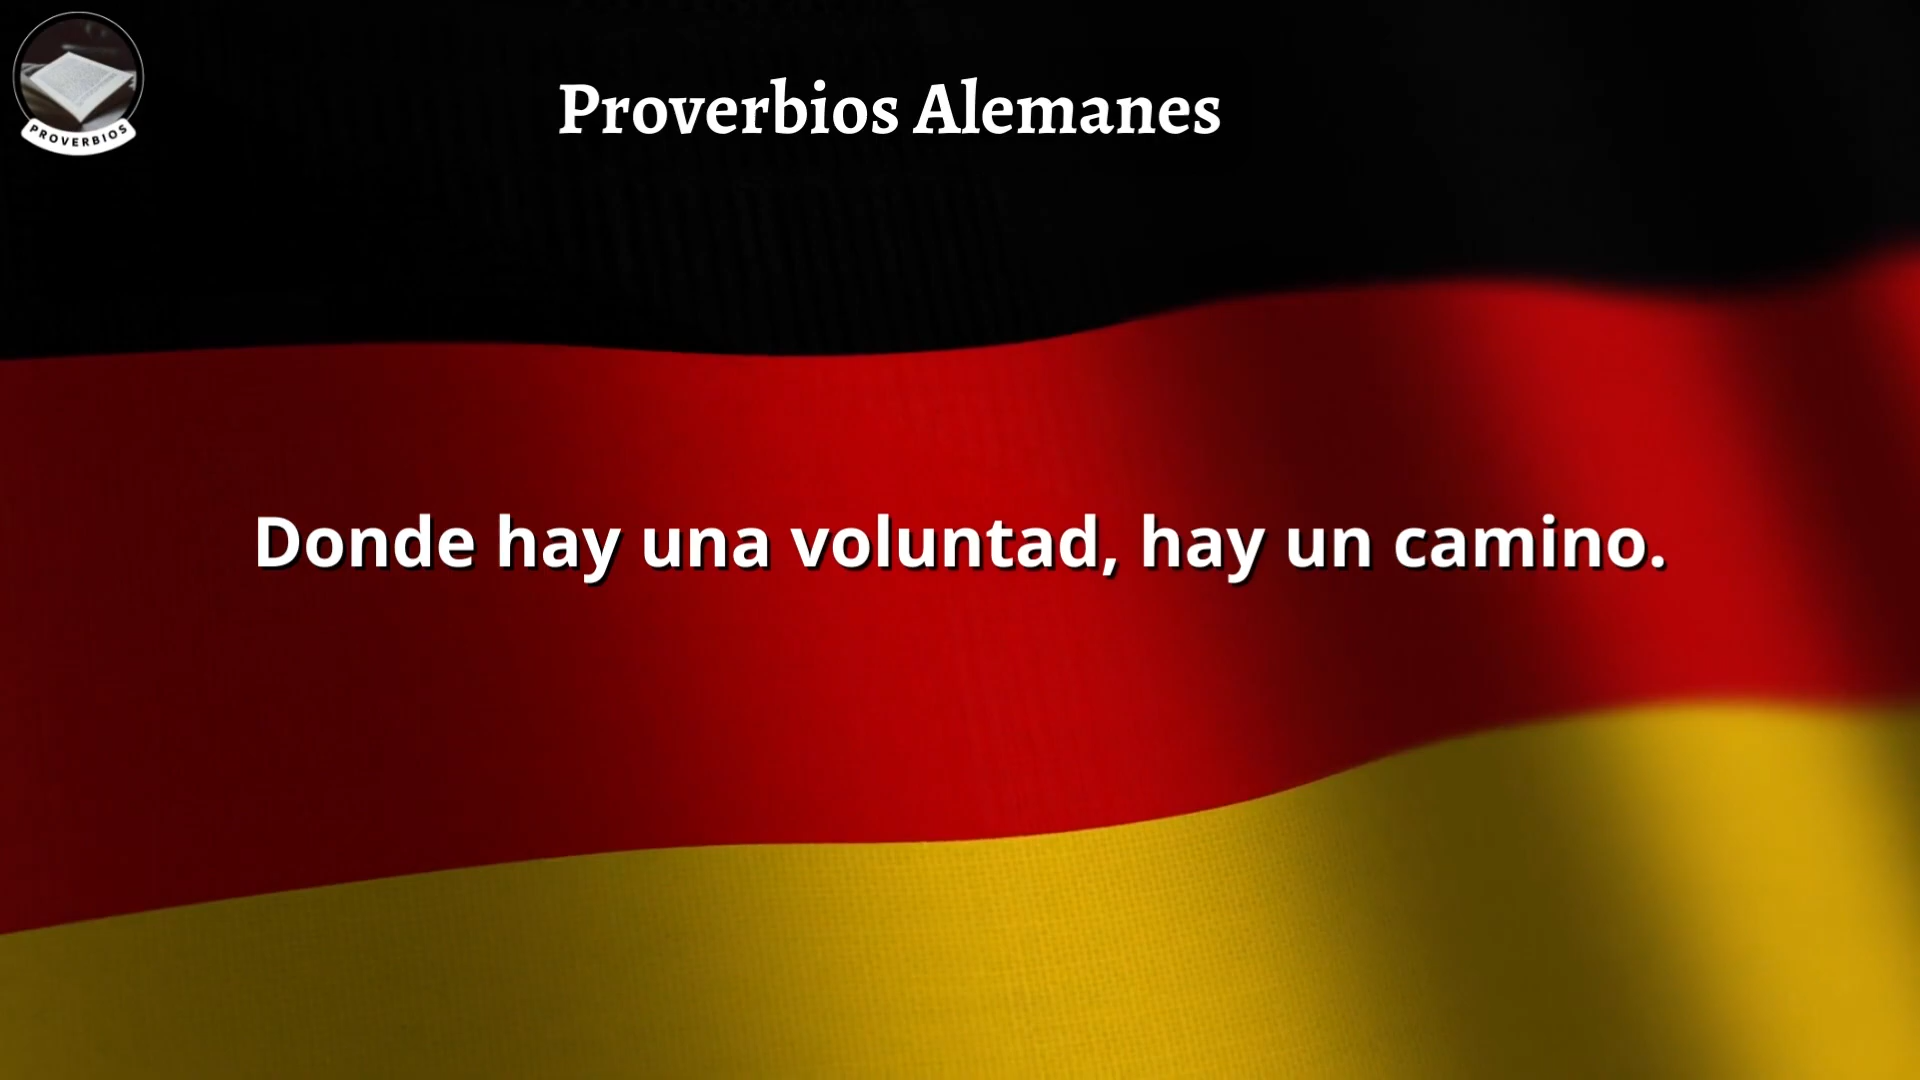 Proverbios Alemanes
PROVERBIOS
Donde hay una voluntad, hay un camino.